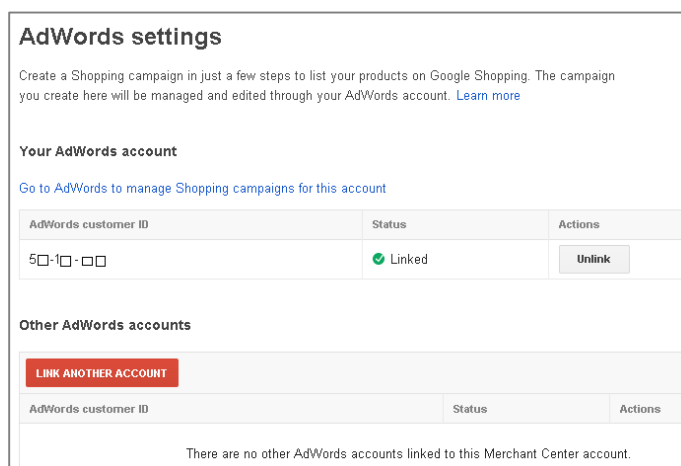 AdWords settings
Create a Shopping campaign in just a few steps to list your products on Google Shopping. The campaign
you create here will be managed and edited through your AdWords account. Learn more
Your AdWords account
Go to AdWords to manage Shopping campaigns for this account
AdWords customer ID Status Actions
5□-1□-□□ Linked Unlink
Other AdWords accounts
LINK ANOTHER ACCOUNT
AdWords customer ID Status Actions
There are no other AdWords accounts linked to this Merchant Center account.